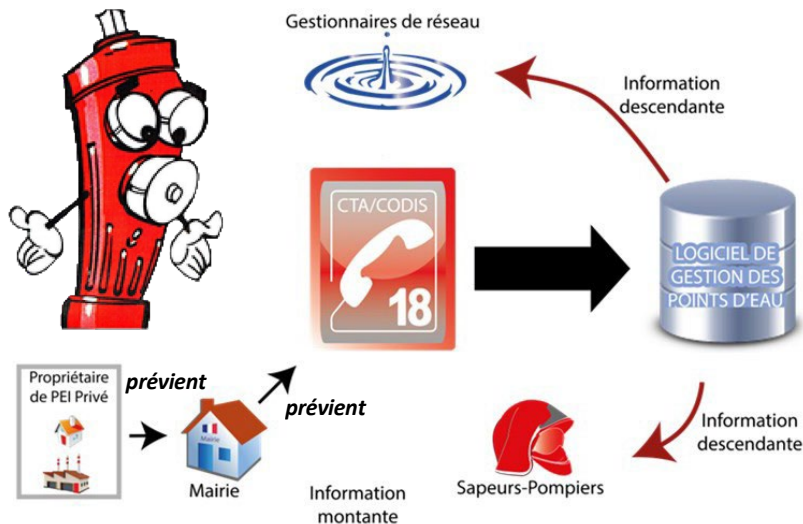 Gestionnaires de réseau
Information
descendante
CTA/CODIS
18
LOGICIEL DE
GESTION DES
POINTS D'EAU
Propriétaire
de PEI Privé
prévient
prévient
Mairie
Mairie
Information
montante
Sapeurs-Pompiers
Information
descendante